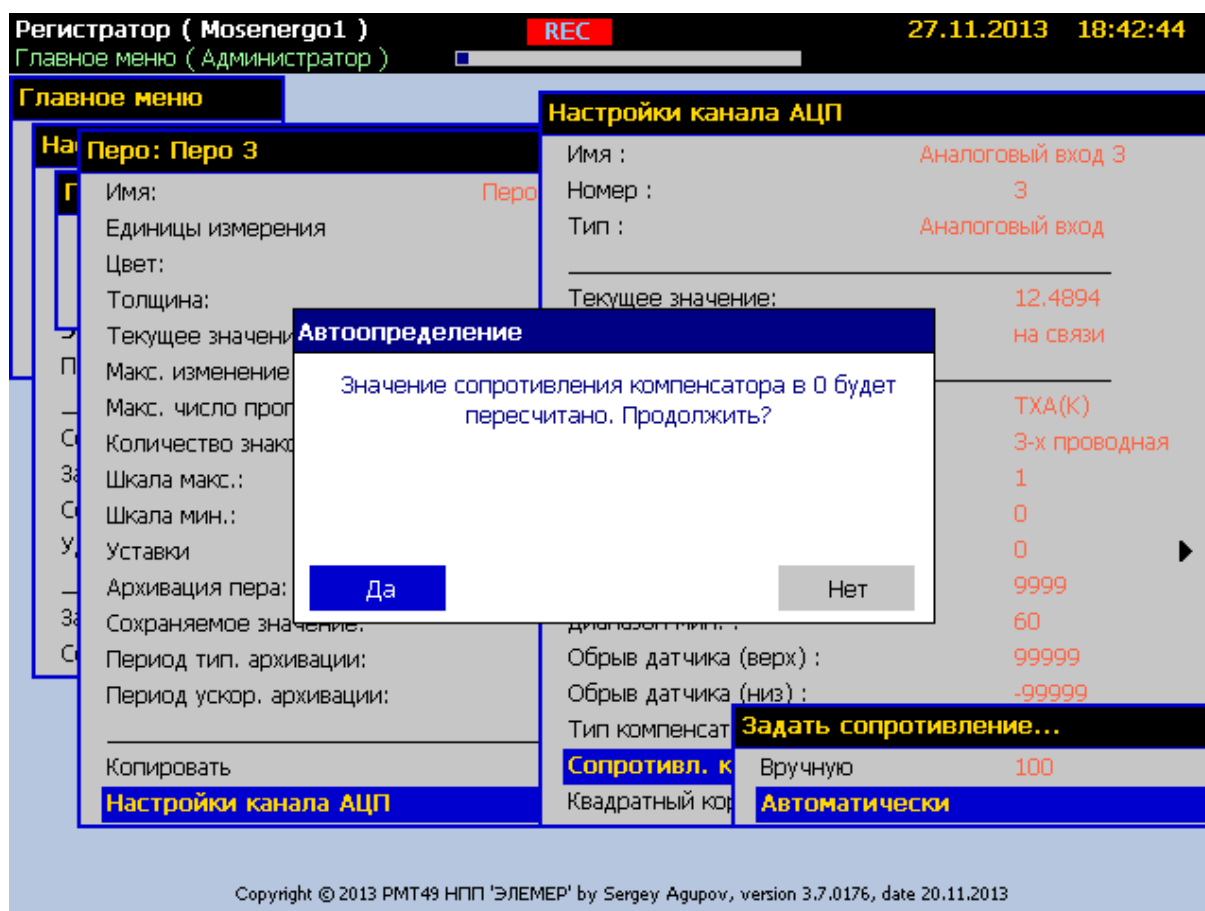 Регистратор ( Mosenergo1 ) REC 27.11.2013 18:42:44
Главное меню ( Администратор )
Главное меню
Перо: Перо 3
Имя: Перо
Единицы измерения
Цвет:
Толщина:
Текущее
Макс. изменение
Макс. число
Количество
Шкала макс.:
Шкала мин.:
Уставки
Архивация пера:
Сохраняемое значение:
Период тип. архивации:
Период ускор. архивации:
Копировать
Настройки канала АЦП
Настройки канала АЦП
Имя : Аналоговый вход 3
Номер : 3
Тип : Аналоговый вход
Текущее значение: 12.4894
на связи
ТХА(К)
3-х проводная
1
0
0
9999
Диапазон мин. : 60
Обрыв датчика (верх) : 99999
Обрыв датчика (низ) : -99999
Тип
Сопротивл.
Квадратный
Задать сопротивление...
Вручную 100
Автоматически
Автоопределение
Значение сопротивления компенсатора в 0 будет
пересчитано. Продолжить?
Да Нет
Copyright © 2013 РМТ49 НПП 'ЭЛЕМЕР' by Sergey Agupov, version 3.7.0176, date 20.11.2013